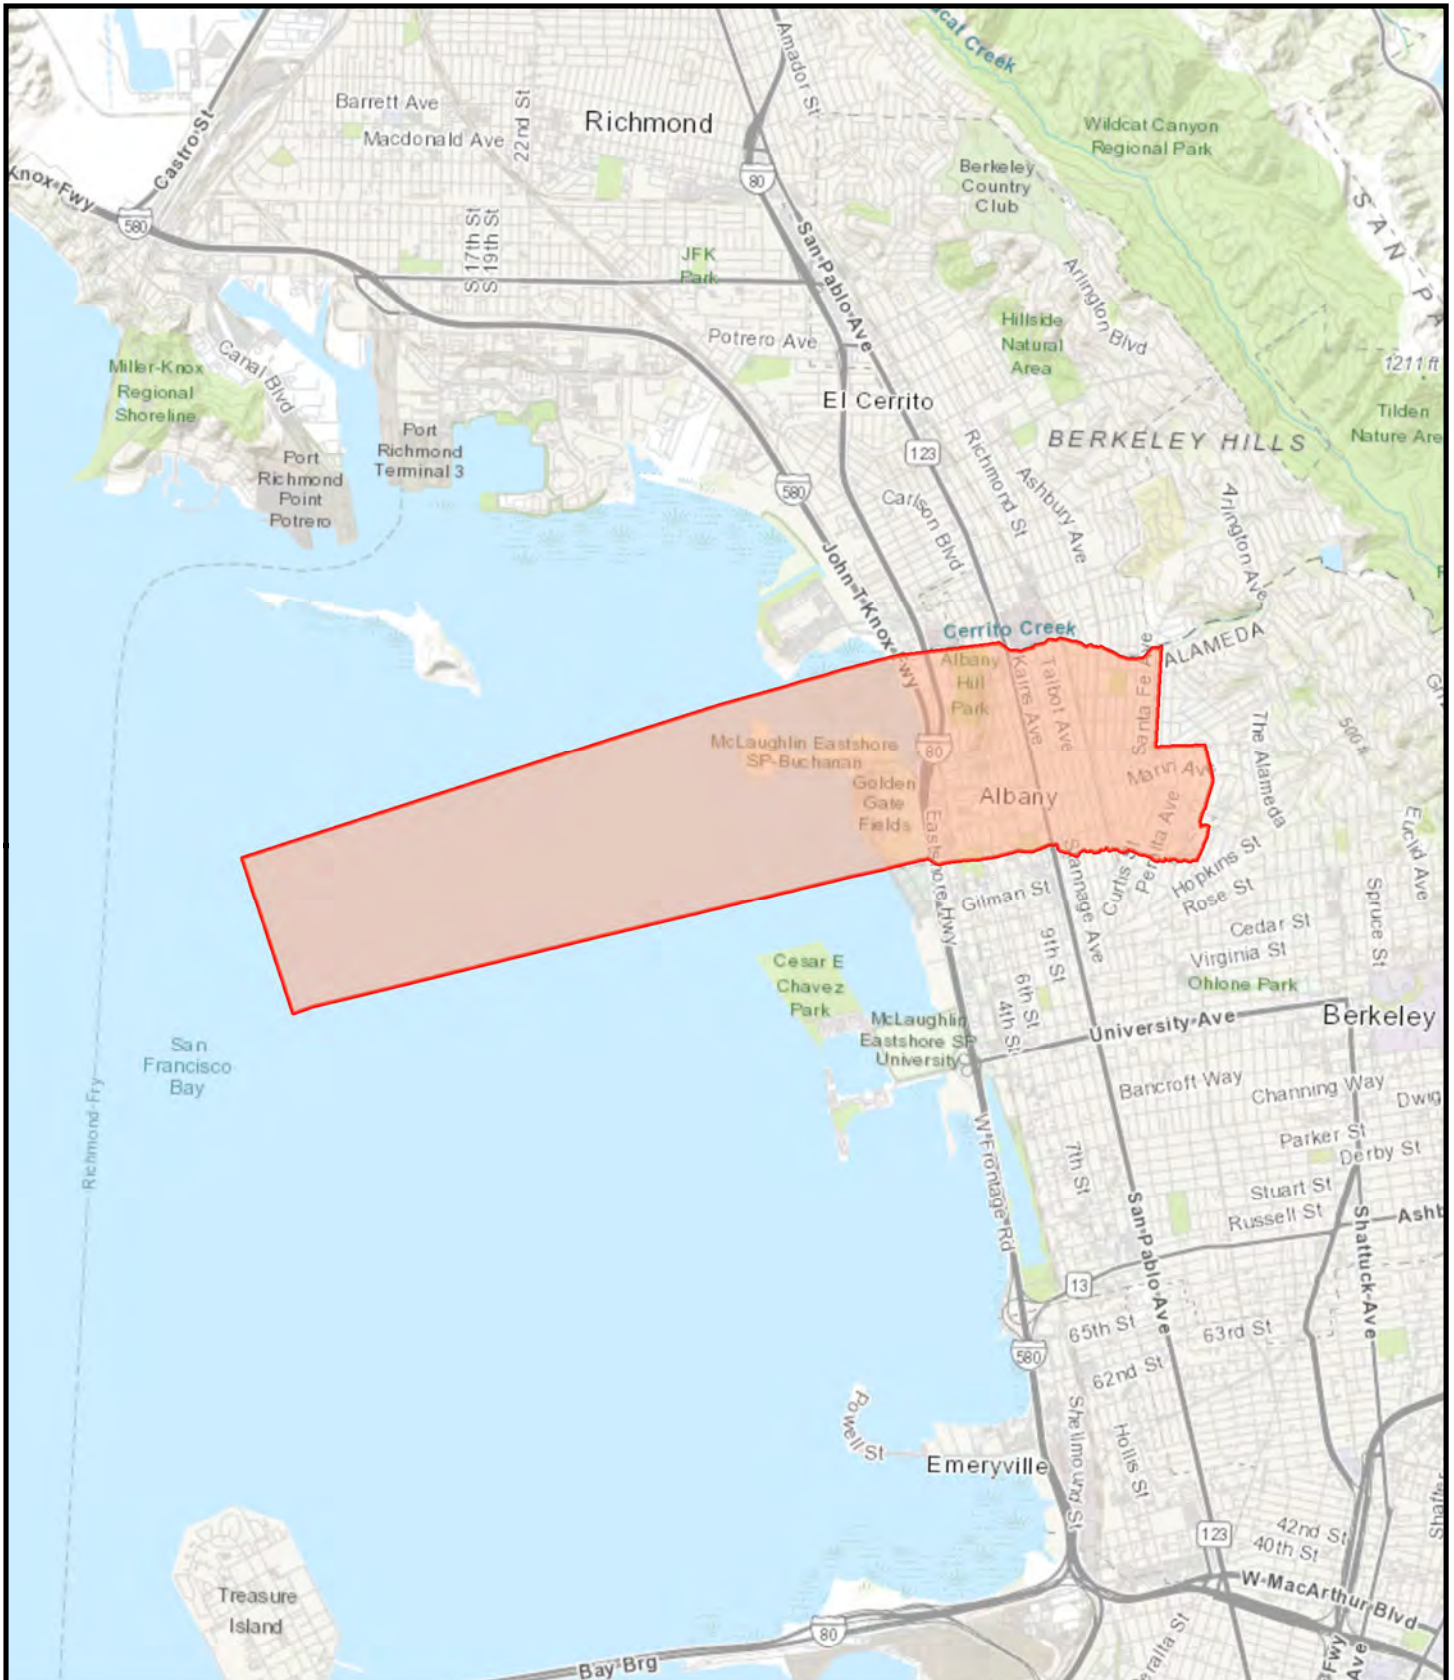 Wildcat Canyon
Regional Park
Castro St
Barrett Ave
Macdonald Ave
22nd St
Richmond
Amador St
Berkeley
Country
Club
Knox Fwy
580
80
S 17th St
S 19th St
JFK
Park
San Pablo Ave
Arlington Blvd
Potrero Ave
Hillside
Natural
Area
1211 ft
Miller-Knox
Regional
Shoreline
Canal Blvd
El Cerrito
Tilden
Port
Richmond
Terminal 3
Port
Richmond
Point
Potrero
123
BERKELEY HILLS
580
Carlson Blvd
Richmond St
Ashbury Ave
Arlington Ave
John T Knox Fwy
Cerrito Creek
ALAMEDA
Albany
Hill
Park
Kains Ave
Talbot Ave
Santa Fe Ave
The Alameda
500 ft
McLaughlin Eastshore
SP-Buchanan
80
Golden
Gate
Fields
Albany
Marin Ave
Peralta Ave
Eastshore Hwy
Curtis St
Stannage Ave
Hopkins St
Rose St
Euclid Ave
Spruce St
Gilman St
Cedar St
Virginia St
9th St
6th St
4th St
Ohlone Park
Cesar E
Chavez
Park
McLaughlin
Eastshore SP
University
University Ave
Berkeley
San
Francisco
Bay
Richmond Fry
Bancroft Way
Channing Way
Parker St
Derby St
W Frontage Rd
7th St
Stuart St
Russell St
San Pablo Ave
Shattuck Ave
13
65th St
63rd St
62nd St
580
Powell St
Emeryville
Shellmound St
Hollis St
123
42nd St
40th St
W MacArthur Blvd
Treasure
Island
80
Bay Brg
Fwy
Ave